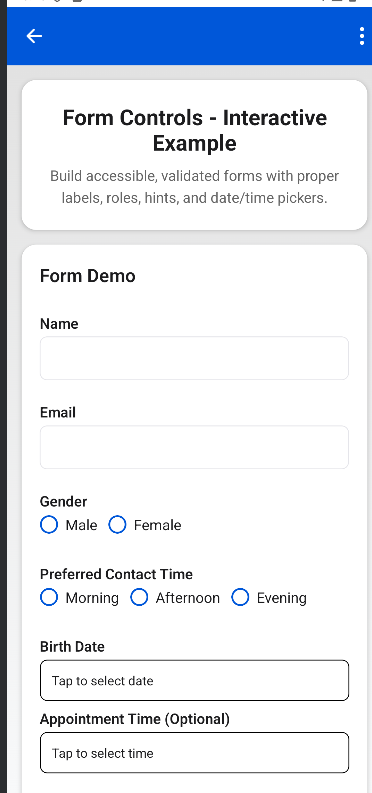 Form Controls - Interactive
Example
Build accessible, validated forms with proper
labels, roles, hints, and date/time pickers.
Form Demo
Name
Email
Gender
Male Female
Preferred Contact Time
Morning Afternoon Evening
Birth Date
Tap to select date
Appointment Time (Optional)
Tap to select time